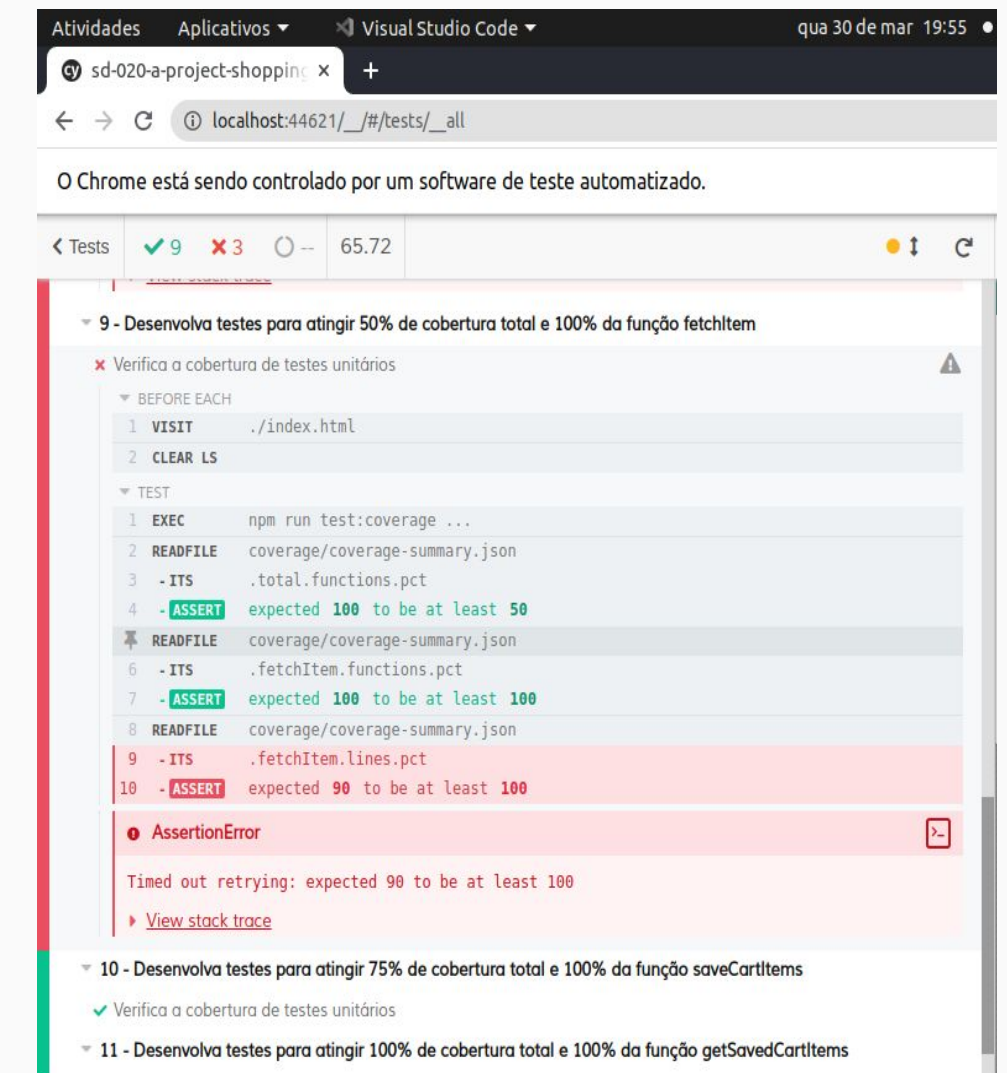 Atividades Aplicativos Visual Studio Code qua 30 de mar 19:55
sd-020-a-project-shopping
localhost:44621/__/#/tests/__all
O Chrome está sendo controlado por um software de teste automatizado.
Tests 9 3 -- 65.72
View stack trace
9 - Desenvolva testes para atingir 50% de cobertura total e 100% da função fetchItem
Verifica a cobertura de testes unitários
BEFORE EACH
1 VISIT ./index.html
2 CLEAR LS
TEST
1 EXEC npm run test:coverage ...
2 READFILE coverage/coverage-summary.json
3 - ITS .total.functions.pct
4 - ASSERT expected 100 to be at least 50
READFILE coverage/coverage-summary.json
6 - ITS .fetchItem.functions.pct
7 - ASSERT expected 100 to be at least 100
8 READFILE coverage/coverage-summary.json
9 - ITS .fetchItem.lines.pct
10 - ASSERT expected 90 to be at least 100
AssertionError
Timed out retrying: expected 90 to be at least 100
View stack trace
10 - Desenvolva testes para atingir 75% de cobertura total e 100% da função saveCartItems
Verifica a cobertura de testes unitários
11 - Desenvolva testes para atingir 100% de cobertura total e 100% da função getSavedCartItems